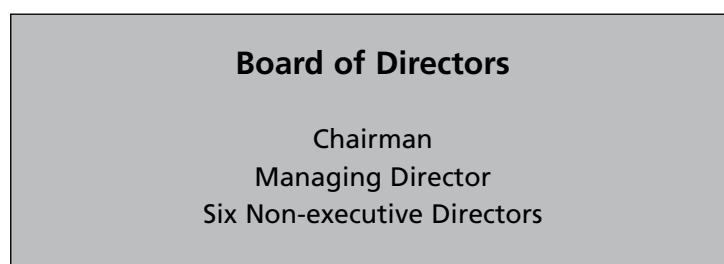 Board of Directors
Chairman
Managing Director
Six Non-executive Directors